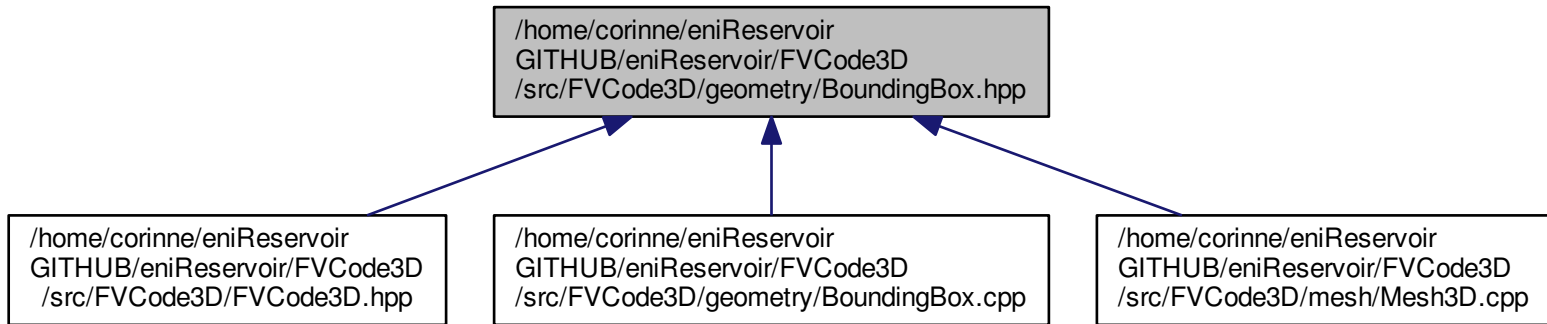 /home/corinne/eniReservoir
GITHUB/eniReservoir/FVCode3D
/src/FVCode3D/geometry/BoundingBox.hpp
/home/corinne/eniReservoir
GITHUB/eniReservoir/FVCode3D
/src/FVCode3D/FVCode3D.hpp
/home/corinne/eniReservoir
GITHUB/eniReservoir/FVCode3D
/src/FVCode3D/geometry/BoundingBox.cpp
/home/corinne/eniReservoir
GITHUB/eniReservoir/FVCode3D
/src/FVCode3D/mesh/Mesh3D.cpp